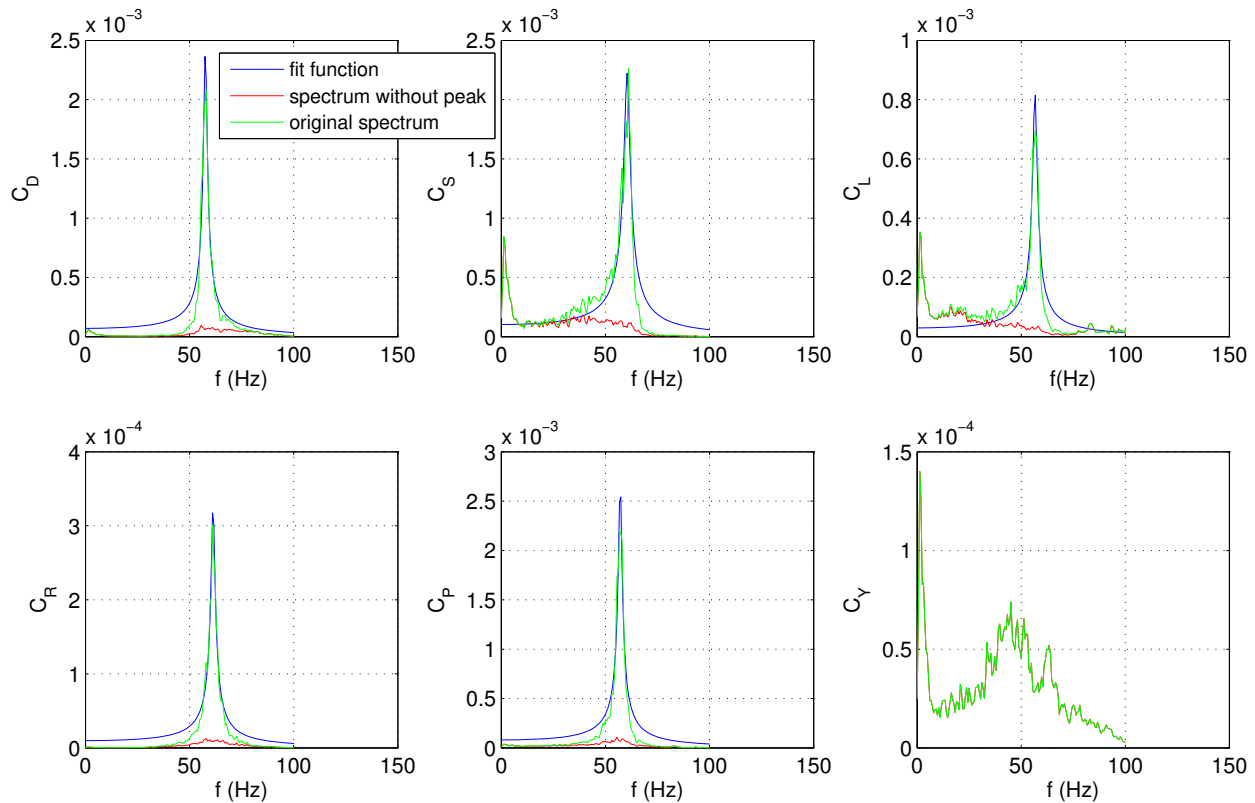 x 10^-3
2.5
2
1.5
1
0.5
0
0 50 100 150
f (Hz)
C_D
fit function
spectrum without peak
original spectrum
x 10^-3
2.5
2
1.5
1
0.5
0
0 50 100 150
f (Hz)
C_S
x 10^-3
1
0.8
0.6
0.4
0.2
0
0 50 100 150
f(Hz)
C_L
x 10^-4
4
3
2
1
0
0 50 100 150
f (Hz)
C_R
x 10^-3
3
2.5
2
1.5
1
0.5
0
0 50 100 150
f (Hz)
C_P
x 10^-4
1.5
1
0.5
0
0 50 100 150
f (Hz)
C_Y